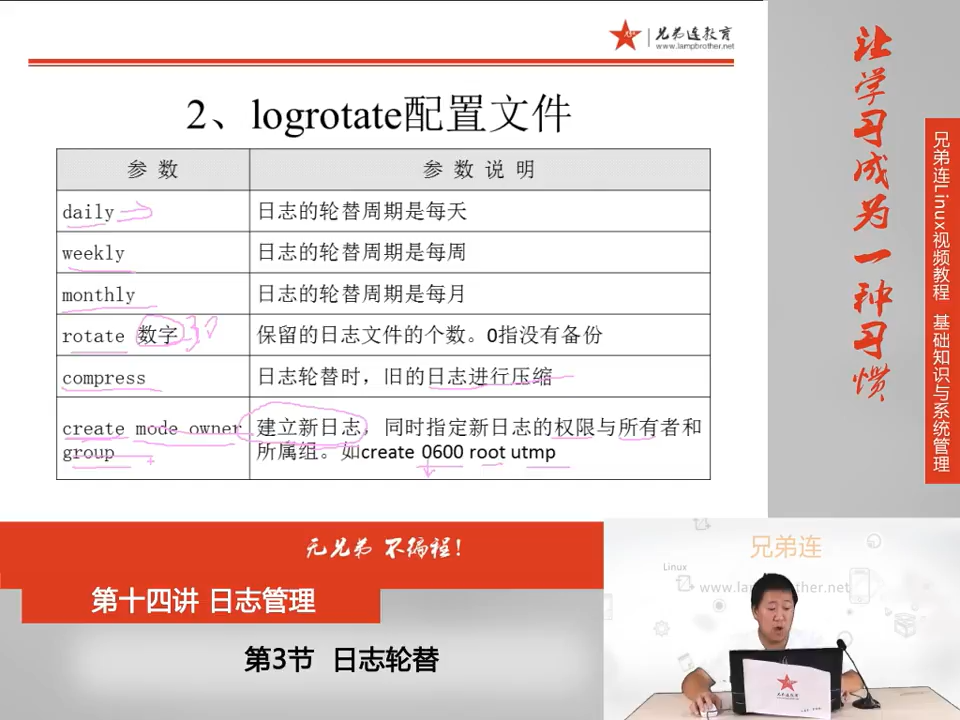 兄弟连教育
www.lampbrother.net
2、logrotate配置文件
参 数 参 数 说 明
daily 日志的轮替周期是每天
weekly 日志的轮替周期是每周
monthly 日志的轮替周期是每月
rotate 数字 30 保留的日志文件的个数。0指没有备份
compress 日志轮替时，旧的日志进行压缩
create mode owner group 建立新日志，同时指定新日志的权限与所有者和
所属组。如create 0600 root utmp
让学习成为一种习惯
兄弟连Linux视频教程 基础知识与系统管理
无兄弟 不编程!
第十四讲 日志管理
第3节 日志轮替
兄弟连
Linux